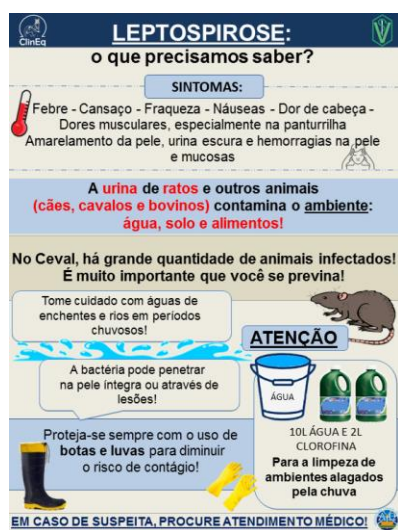 ClinEq
LEPTOSPIROSE:
o que precisamos saber?
SINTOMAS:
Febre - Cansaço - Fraqueza - Náuseas - Dor de cabeça -
Dores musculares, especialmente na panturrilha
Amarelamento da pele, urina escura e hemorragias na pele
e mucosas
A urina de ratos e outros animais
(cães, cavalos e bovinos) contamina o ambiente:
água, solo e alimentos!
No Ceval, há grande quantidade de animais infectados!
É muito importante que você se previna!
Tome cuidado com águas de
enchentes e rios em períodos
chuvosos!
A bactéria pode penetrar
na pele íntegra ou através de
lesões!
Proteja-se sempre com o uso de
botas e luvas para diminuir
o risco de contágio!
ATENÇÃO
ÁGUA
10L ÁGUA E 2L
CLOROFINA
Para a limpeza de
ambientes alagados
pela chuva
EM CASO DE SUSPEITA, PROCURE ATENDIMENTO MÉDICO!